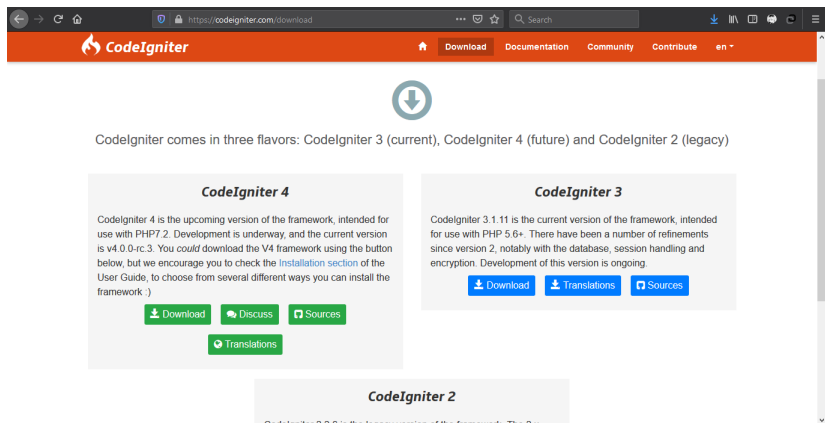 https://codeigniter.com/download
Search
CodeIgniter
Download Documentation Community Contribute en
CodeIgniter comes in three flavors: CodeIgniter 3 (current), CodeIgniter 4 (future) and CodeIgniter 2 (legacy)
CodeIgniter 4
CodeIgniter 4 is the upcoming version of the framework, intended for
use with PHP7.2. Development is underway, and the current version
is v4.0.0-rc.3. You could download the V4 framework using the button
below, but we encourage you to check the Installation section of the
User Guide, to choose from several different ways you can install the
framework :)
Download Discuss Sources
Translations
CodeIgniter 3
CodeIgniter 3.1.11 is the current version of the framework, intended
for use with PHP 5.6+. There have been a number of refinements
since version 2, notably with the database, session handling and
encryption. Development of this version is ongoing.
Download Translations Sources
CodeIgniter 2